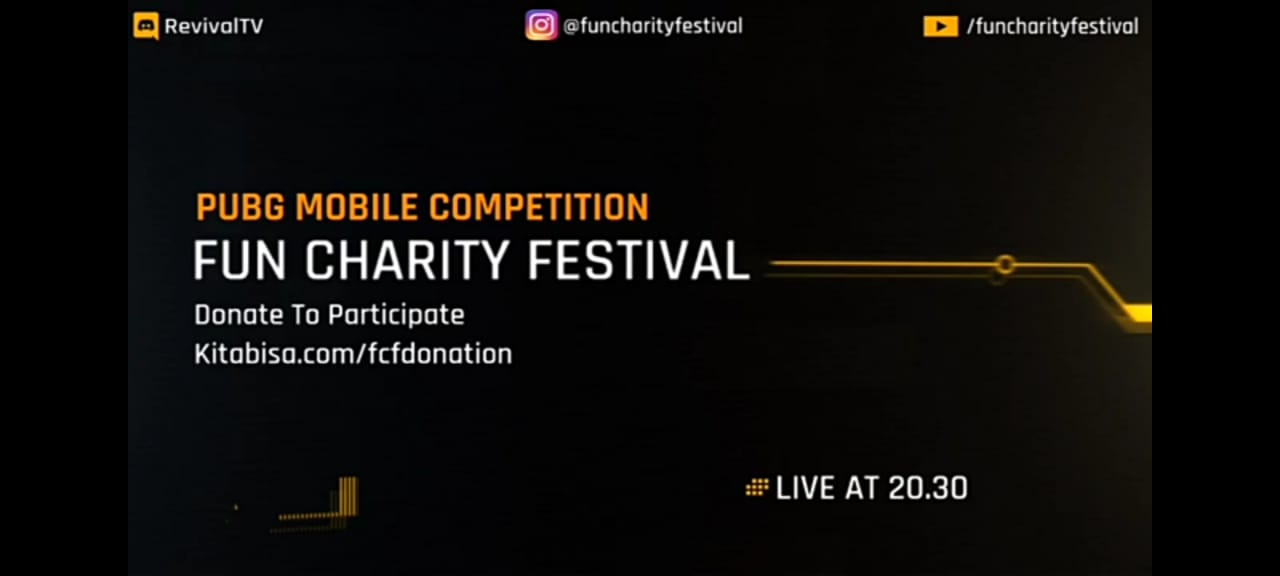 RevivalTV
@funcharityfestival
/funcharityfestival
PUBG MOBILE COMPETITION
FUN CHARITY FESTIVAL
Donate To Participate
Kitabisa.com/fcfdonation
LIVE AT 20.30